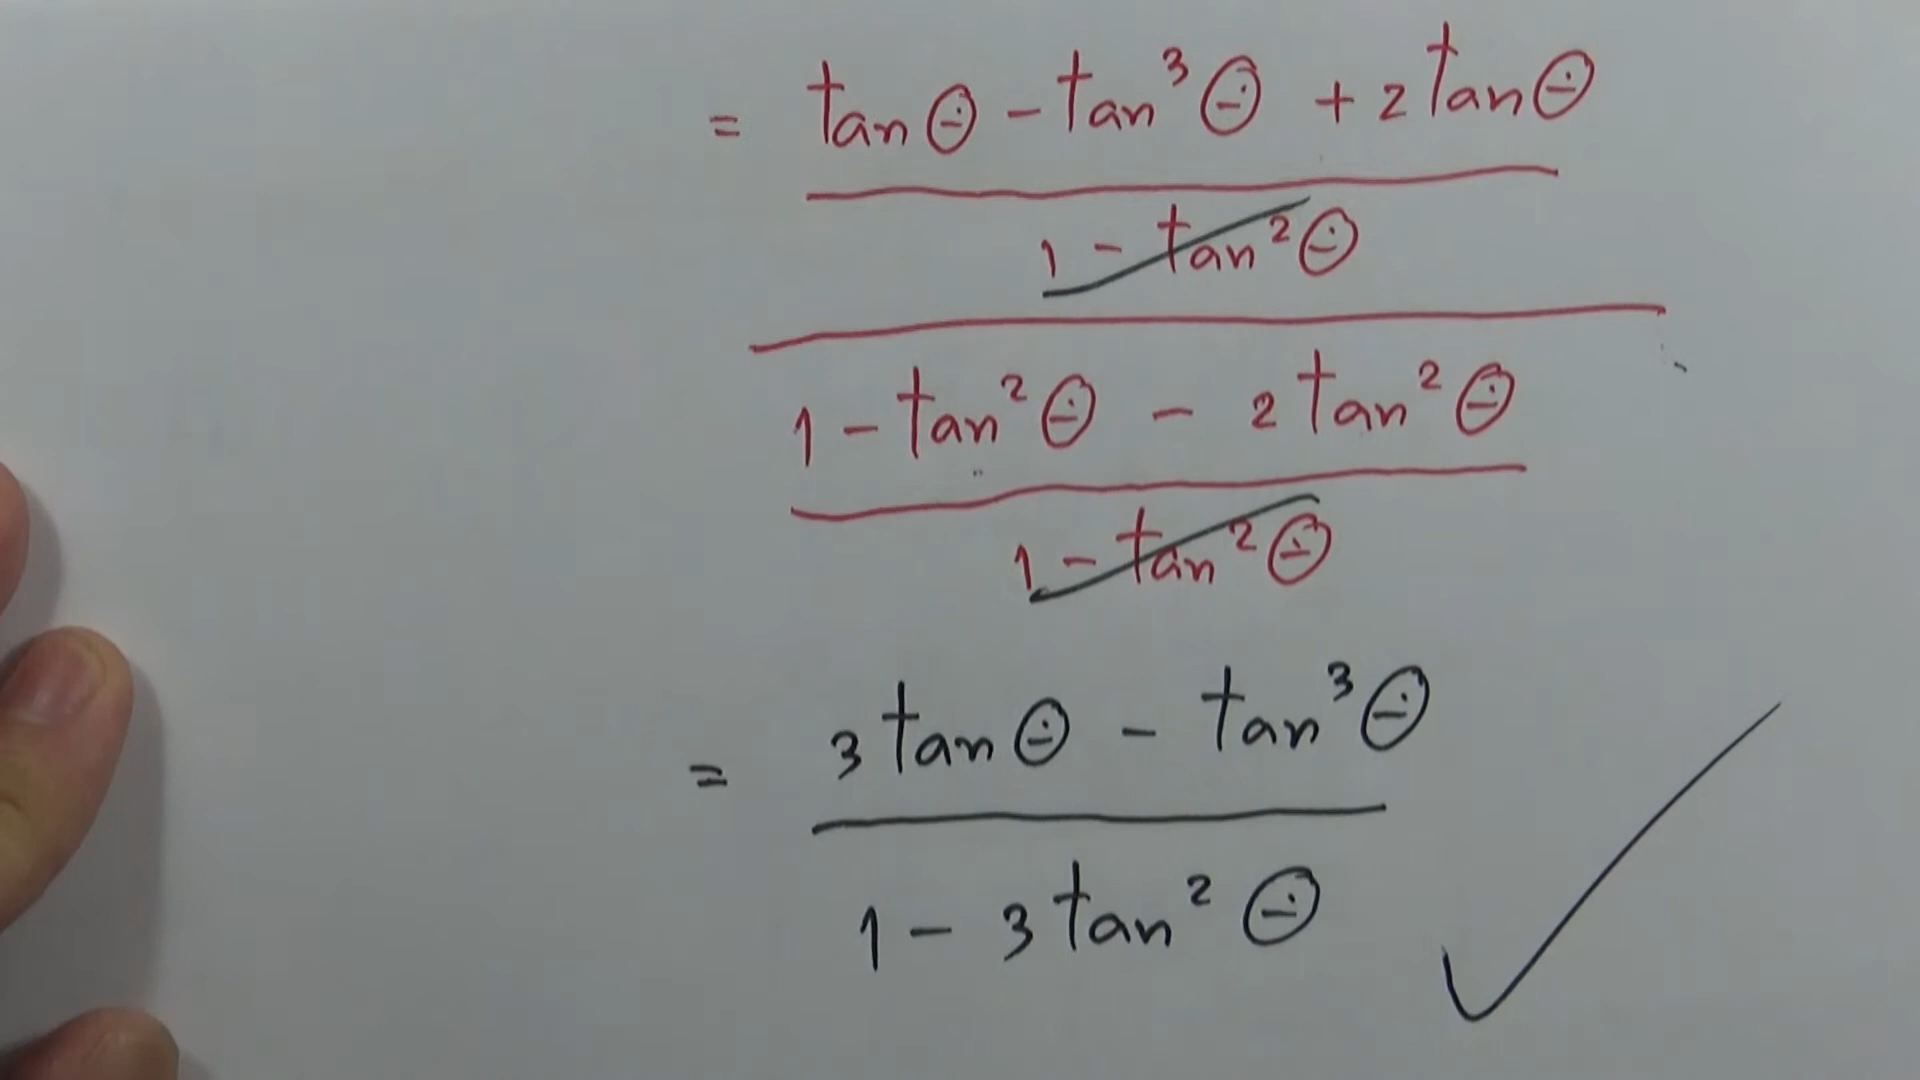 = tanθ - tan³θ + 2tanθ
1 - tan²θ
1 - tan²θ - 2tan²θ
1 - tan²θ
= 3tanθ - tan³θ
1 - 3tan²θ